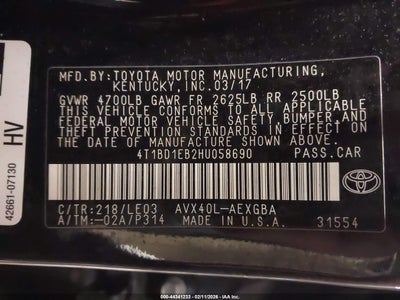 MFD.BY:TOYOTA MOTOR MANUFACTURING,
KENTUCKY,INC.03/17
GVWR 4700LB GAWR FR 2625LB RR 2500LB
THIS VEHICLE CONFORMS TO ALL APPLICABLE
FEDERAL MOTOR VEHICLE SAFETY,BUMPER,AND
THEFT PREVENTION STANDARDS IN EFFECT ON
THE DATE OF MANUFACTURE SHOWN ABOVE.
4T1BD1EB2HU058690 PASS.CAR
C/TR:218/LE03 AVX40L-AEXGBA
A/TM:-02A/P314 MADE IN U.S.A. 31554
TOYOTA
HV
42661-07130
000-44341233 - 02/11/2026 - IAA